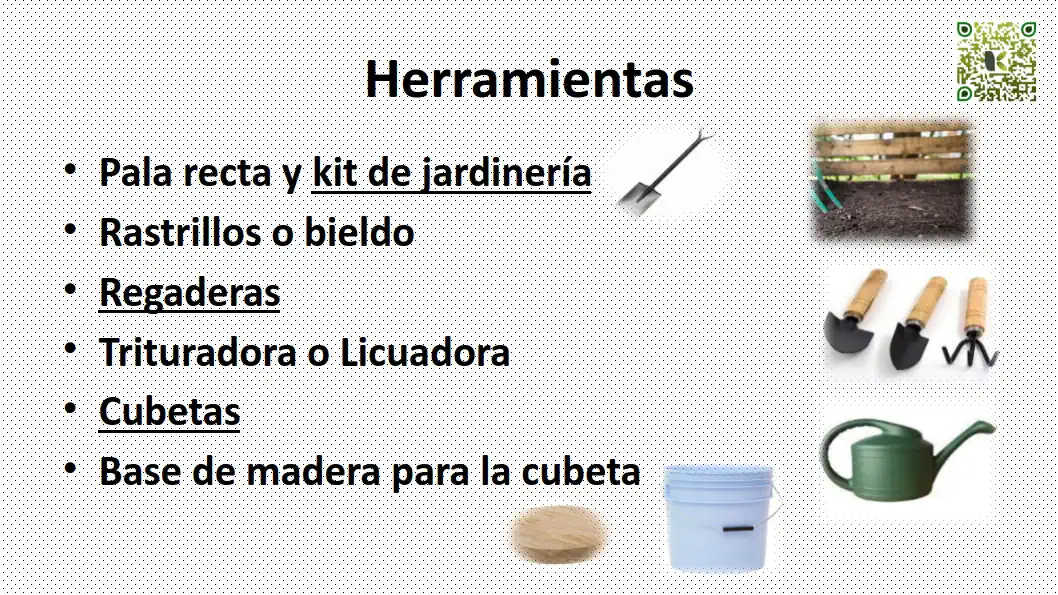 Herramientas
• Pala recta y kit de jardinería
• Rastrillos o bieldo
• Regaderas
• Trituradora o Licuadora
• Cubetas
• Base de madera para la cubeta